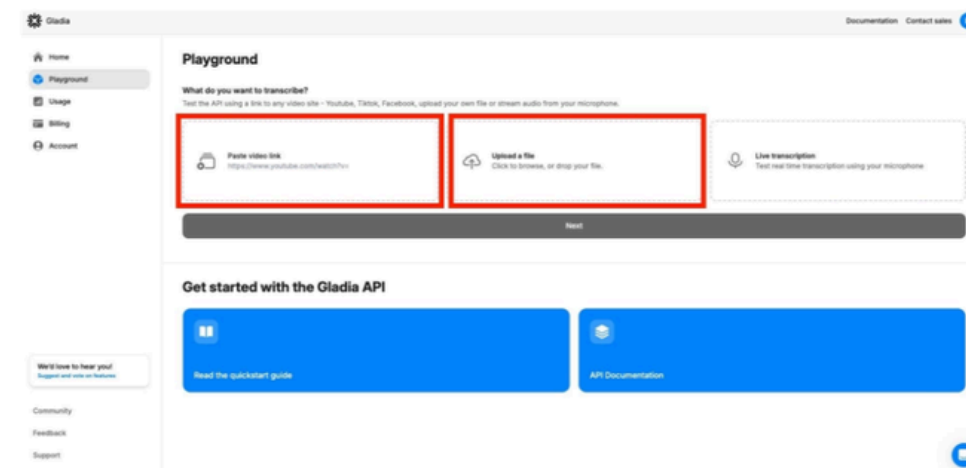 Gladia
Documentation Contact sales
Home
Playground
Usage
Billing
Account
Playground
What do you want to transcribe?
Test the API using a link to any video site - Youtube, Tiktok, Facebook, upload your own file or stream audio from your microphone.
Paste video link
https://www.youtube.com/watch?v=
Upload a file
Click to browse, or drop your file.
Live transcription
Test real time transcription using your microphone
Next
Get started with the Gladia API
Read the quickstart guide
API Documentation
We'd love to hear you!
Suggest and vote on features
Community
Feedback
Support